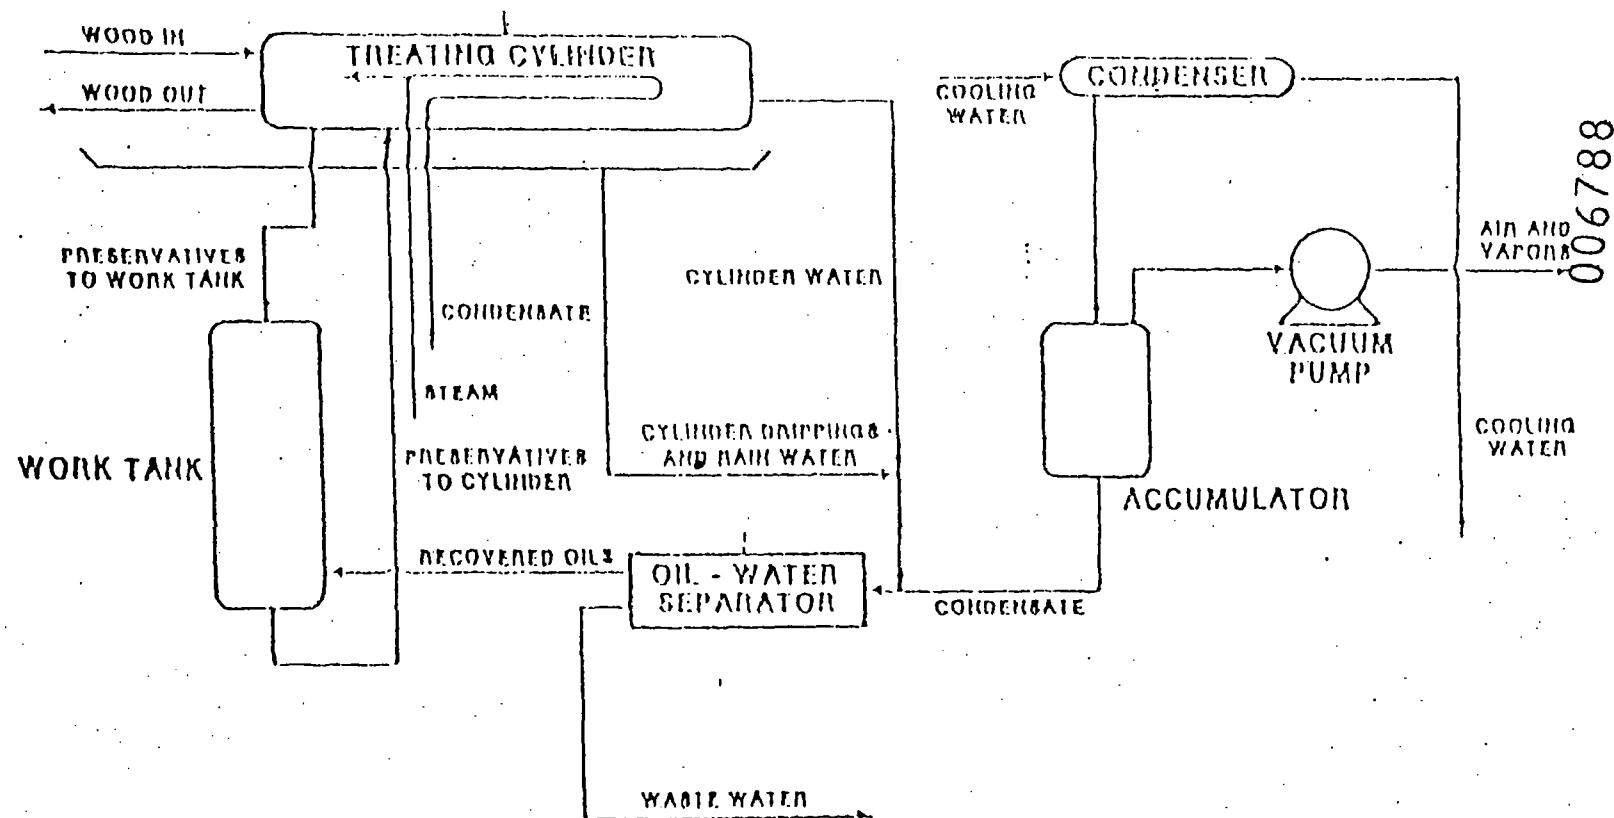 WOOD IN
TREATING CYLINDER
WOOD OUT
CONDENSER
COOLING
WATER
006788
AIR AND
VAPORS
PRESERVATIVES
TO WORK TANK
CYLINDER WATER
CONDENSATE
VACUUM
PUMP
STEAM
CYLINDER DRIPPINGS
AND RAIN WATER
COOLING
WATER
WORK TANK
PRESERVATIVES
TO CYLINDER
ACCUMULATOR
RECOVERED OILS
OIL - WATER
SEPARATOR
CONDENSATE
WASTE WATER